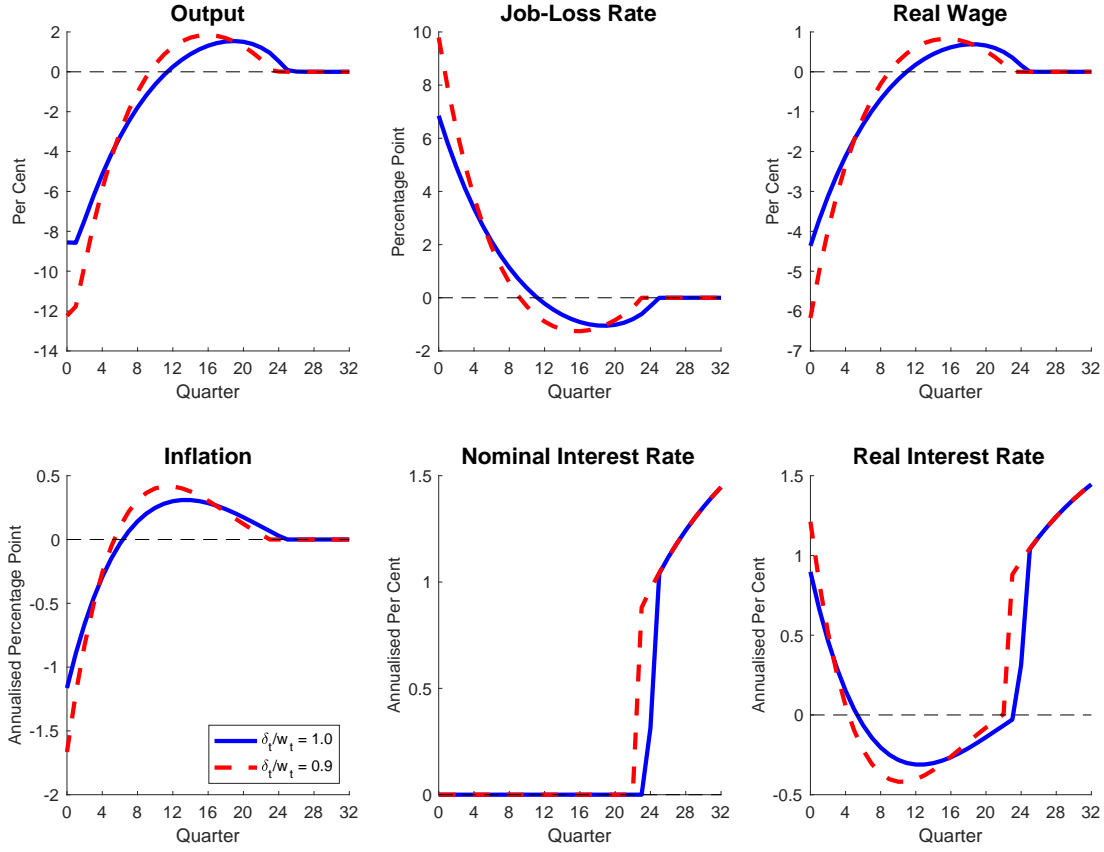 Output
Per Cent
2
0
-2
-4
-6
-8
-10
-12
-14
0 4 8 12 16 20 24 28 32
Quarter
Job-Loss Rate
Percentage Point
10
8
6
4
2
0
-2
0 4 8 12 16 20 24 28 32
Quarter
Real Wage
Per Cent
1
0
-1
-2
-3
-4
-5
-6
-7
0 4 8 12 16 20 24 28 32
Quarter
Inflation
Annualised Percentage Point
0.5
0
-0.5
-1
-1.5
-2
δt/wt = 1.0
δt/wt = 0.9
0 4 8 12 16 20 24 28 32
Quarter
Nominal Interest Rate
Annualised Per Cent
1.5
1
0.5
0
0 4 8 12 16 20 24 28 32
Quarter
Real Interest Rate
Annualised Per Cent
1.5
1
0.5
0
-0.5
0 4 8 12 16 20 24 28 32
Quarter